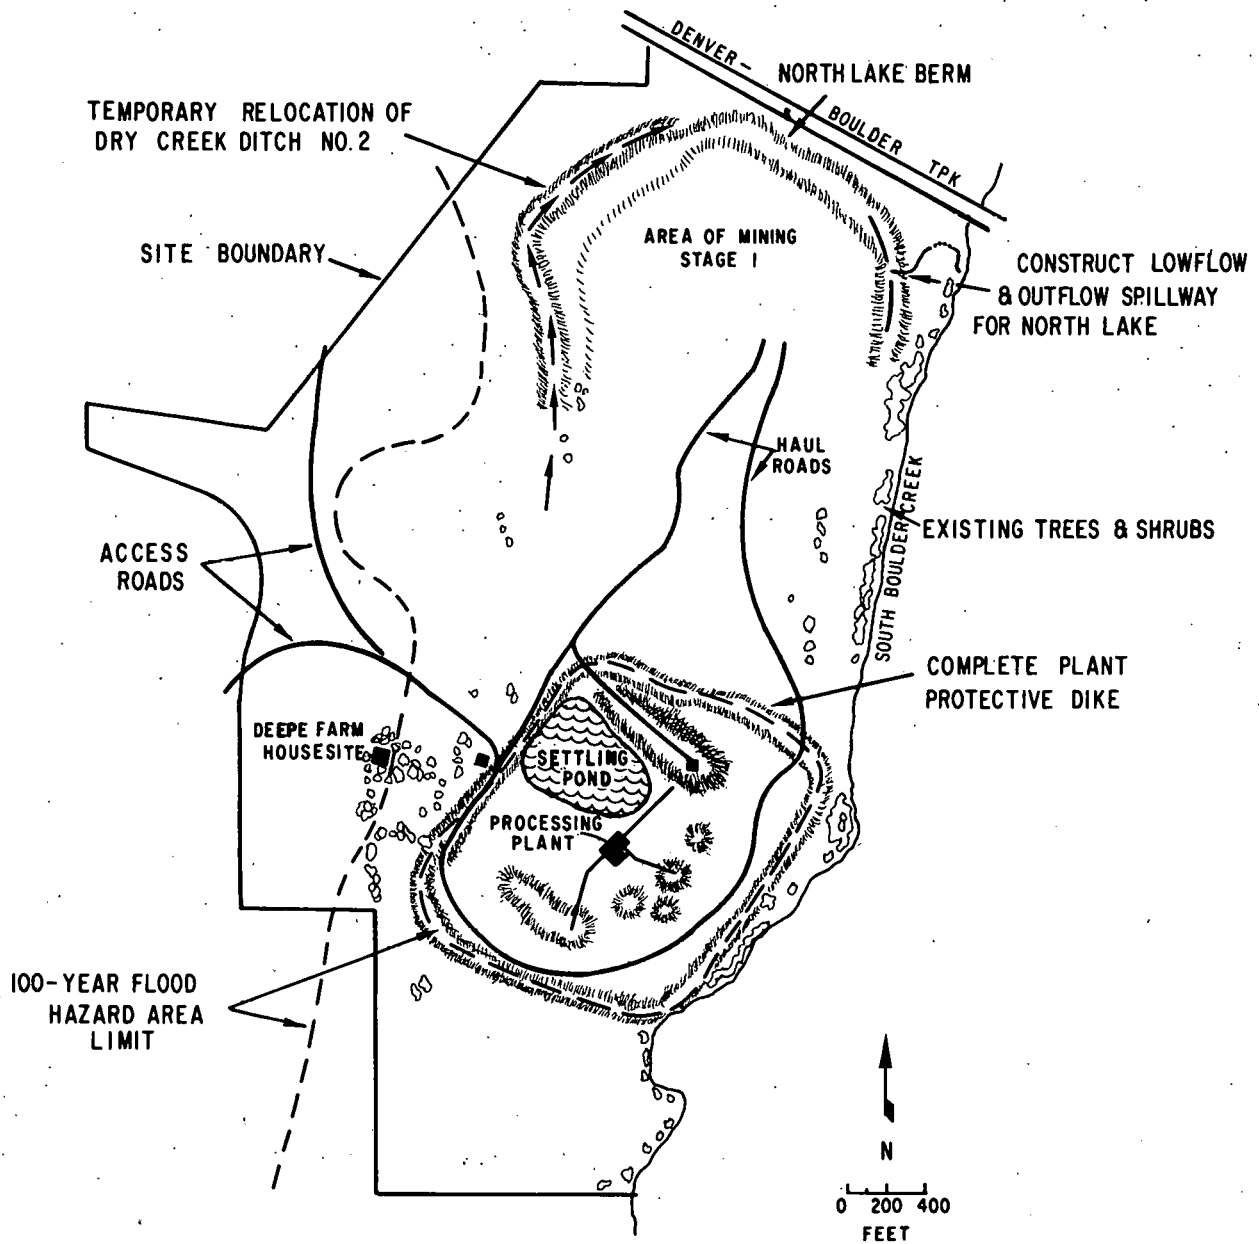 DENVER-
BOULDER
TPK
NORTH LAKE BERM
TEMPORARY RELOCATION OF
DRY CREEK DITCH NO. 2
SITE BOUNDARY
AREA OF MINING
STAGE 1
CONSTRUCT LOWFLOW
& OUTFLOW SPILLWAY
FOR NORTH LAKE
HAUL
ROADS
EXISTING TREES & SHRUBS
SOUTH BOULDER CREEK
ACCESS
ROADS
COMPLETE PLANT
PROTECTIVE DIKE
DEEPE FARM
HOUSESITE
SETTLING
POND
PROCESSING
PLANT
100-YEAR FLOOD
HAZARD AREA
LIMIT
N
0 200 400
FEET